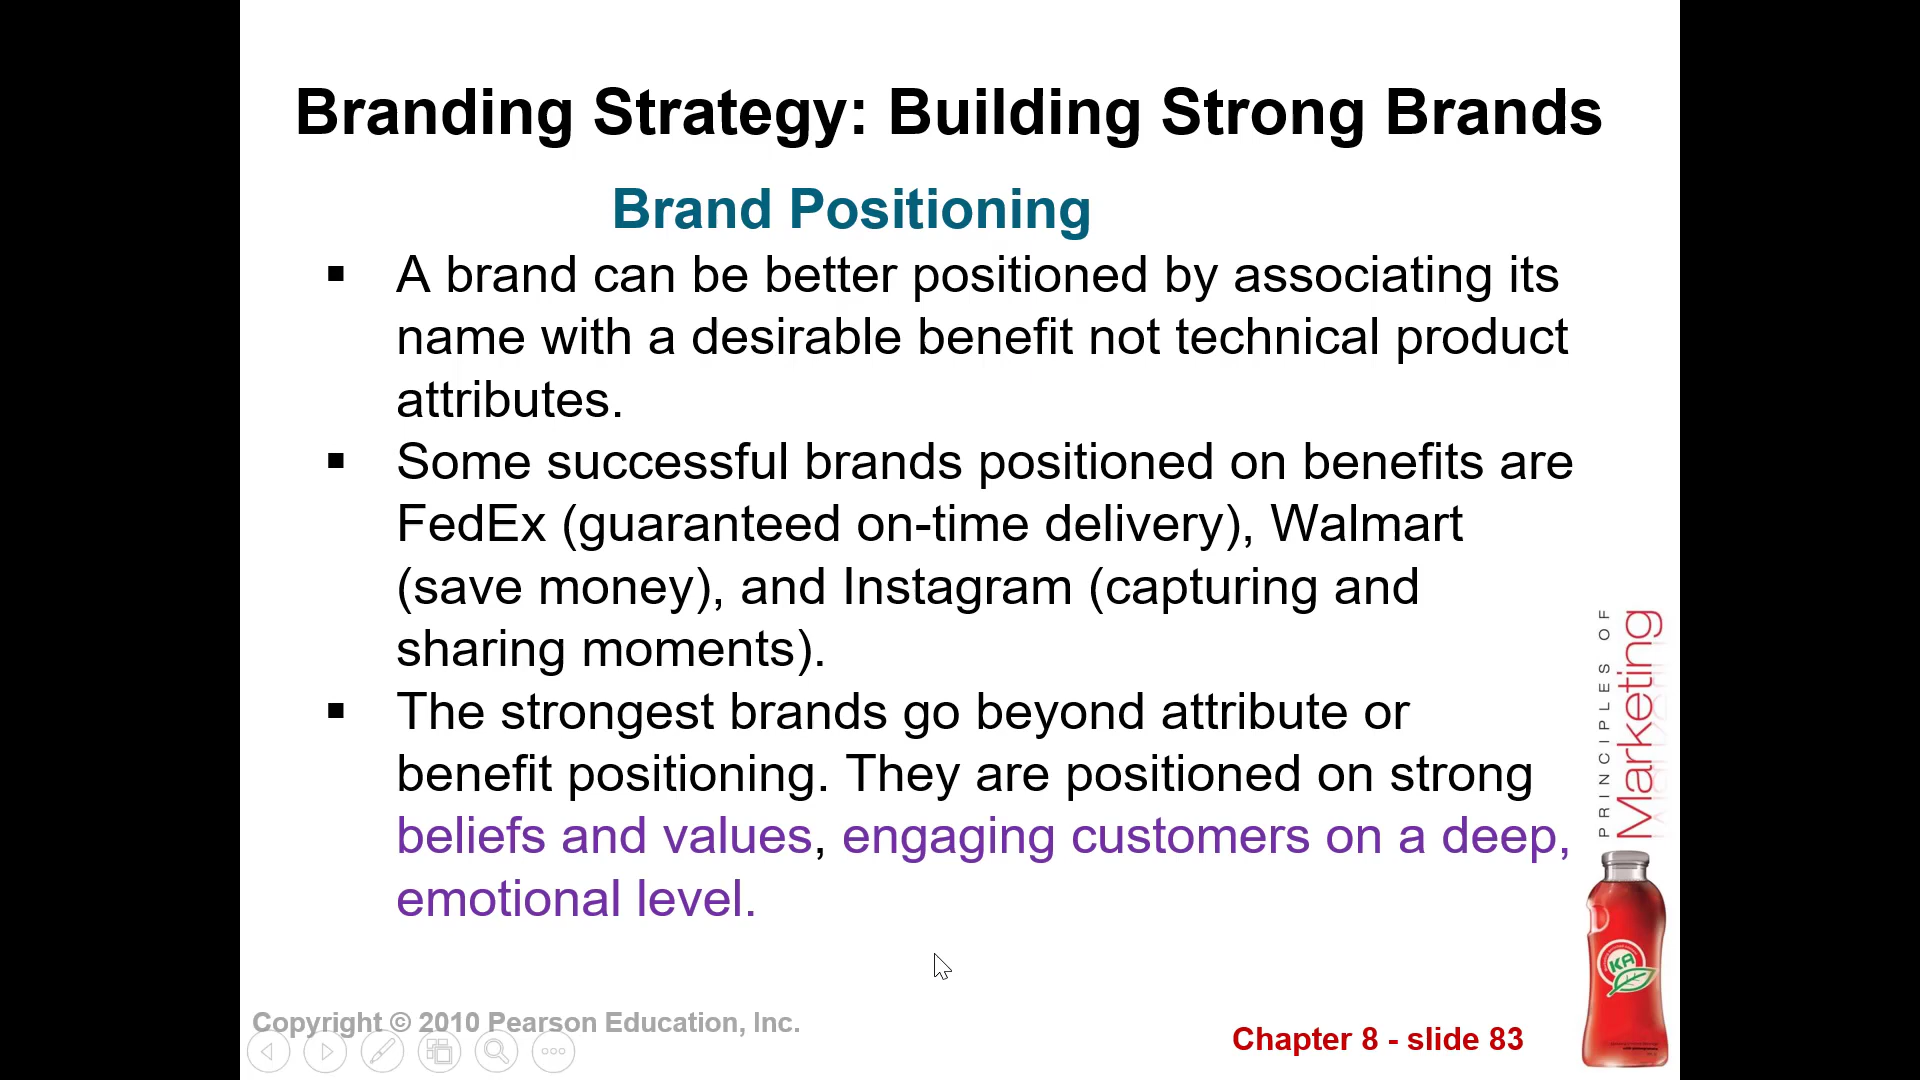 Branding Strategy: Building Strong Brands
Brand Positioning
▪ A brand can be better positioned by associating its
name with a desirable benefit not technical product
attributes.
▪ Some successful brands positioned on benefits are
FedEx (guaranteed on-time delivery), Walmart
(save money), and Instagram (capturing and
sharing moments).
▪ The strongest brands go beyond attribute or
benefit positioning. They are positioned on strong
beliefs and values, engaging customers on a deep,
emotional level.
PRINCIPLES OF
Marketing
KA
Copyright © 2010 Pearson Education, Inc.
Chapter 8 - slide 83